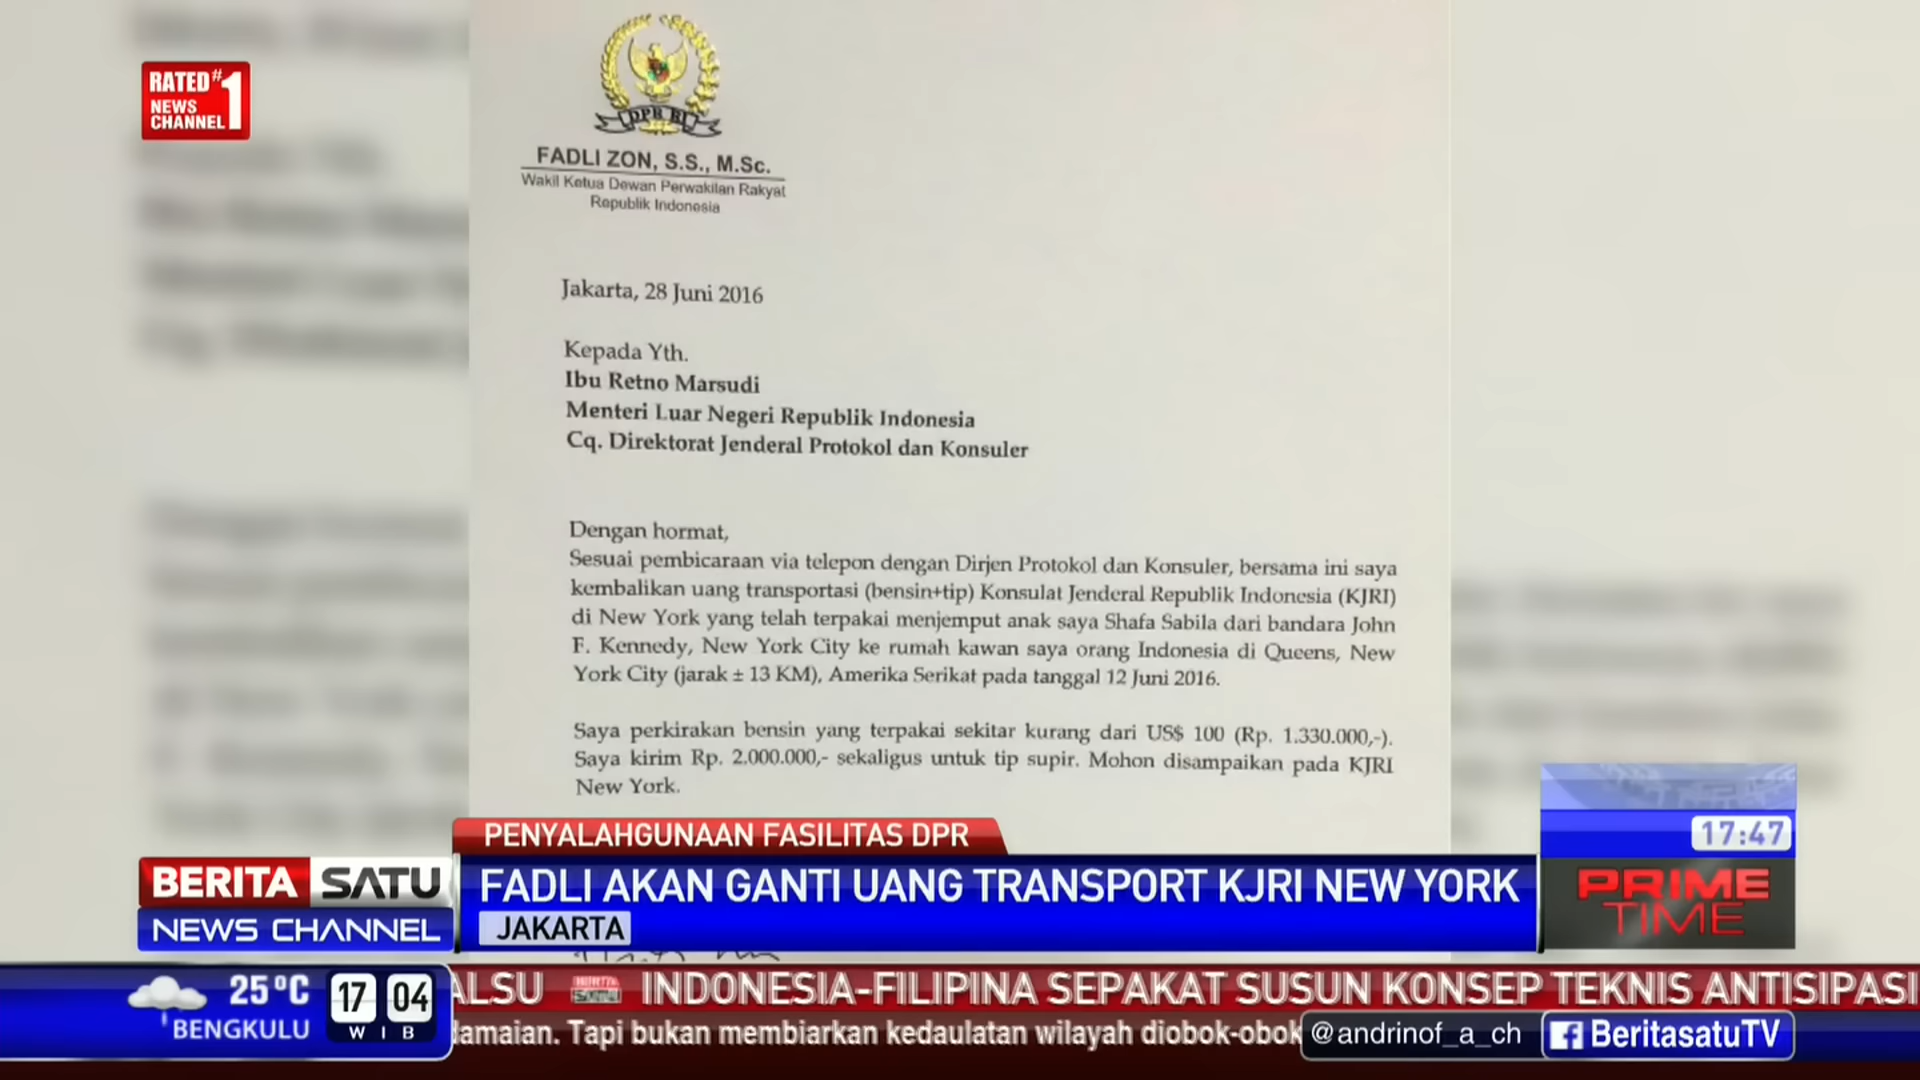 RATED #1
NEWS
CHANNEL
DPR RI
FADLI ZON, S.S., M.Sc.
Wakil Ketua Dewan Perwakilan Rakyat
Republik Indonesia
Jakarta, 28 Juni 2016
Kepada Yth.
Ibu Retno Marsudi
Menteri Luar Negeri Republik Indonesia
Cq. Direktorat Jenderal Protokol dan Konsuler
Dengan hormat,
Sesuai pembicaraan via telepon dengan Dirjen Protokol dan Konsuler, bersama ini saya
kembalikan uang transportasi (bensin+tip) Konsulat Jenderal Republik Indonesia (KJRI)
di New York yang telah terpakai menjemput anak saya Shafa Sabila dari bandara John
F. Kennedy, New York City ke rumah kawan saya orang Indonesia di Queens, New
York City (jarak ± 13 KM), Amerika Serikat pada tanggal 12 Juni 2016.
Saya perkirakan bensin yang terpakai sekitar kurang dari US$ 100 (Rp. 1.330.000,-).
Saya kirim Rp. 2.000.000,- sekaligus untuk tip supir. Mohon disampaikan pada KJRI
New York.
PENYALAHGUNAAN FASILITAS DPR
FADLI AKAN GANTI UANG TRANSPORT KJRI NEW YORK
JAKARTA
BERITA SATU
NEWS CHANNEL
17:47
PRIME
TIME
25°C
BENGKULU
17 04
WIB
ALSU BERITA SATU INDONESIA-FILIPINA SEPAKAT SUSUN KONSEP TEKNIS ANTISIPASI
damaian. Tapi bukan membiarkan kedaulatan wilayah diobok-obok
@andrinof_a_ch
BeritasatuTV